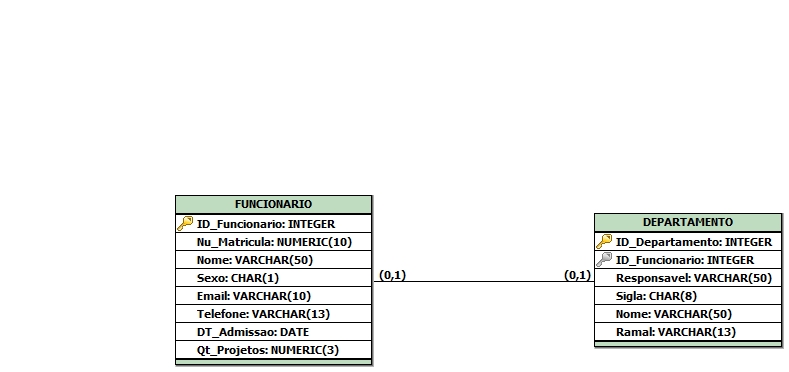 FUNCIONARIO
ID_Funcionario: INTEGER
Nu_Matricula: NUMERIC(10)
Nome: VARCHAR(50)
Sexo: CHAR(1)
Email: VARCHAR(10)
Telefone: VARCHAR(13)
DT_Admissao: DATE
Qt_Projetos: NUMERIC(3)
(0,1)
(0,1)
DEPARTAMENTO
ID_Departamento: INTEGER
ID_Funcionario: INTEGER
Responsavel: VARCHAR(50)
Sigla: CHAR(8)
Nome: VARCHAR(50)
Ramal: VARCHAR(13)